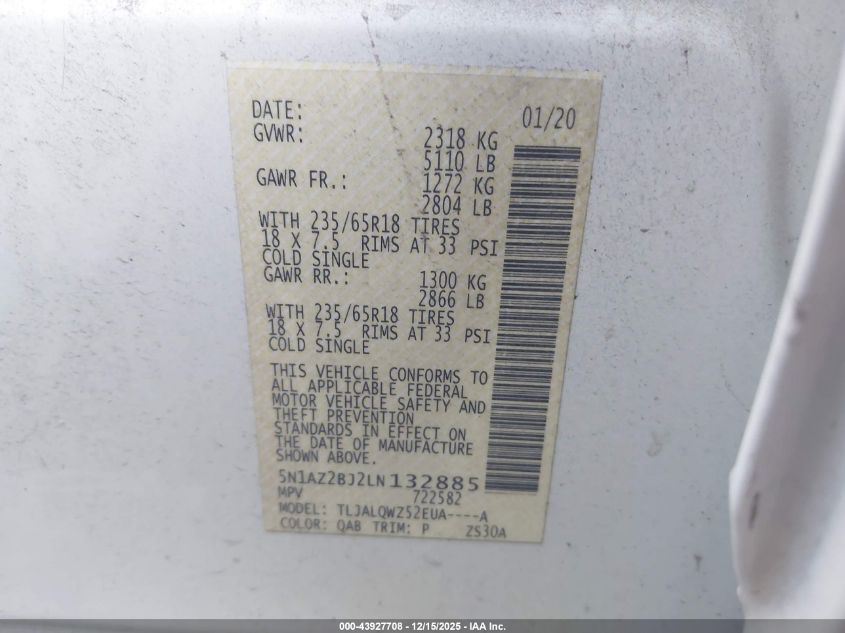 DATE: 01/20
GVWR: 2318 KG
5110 LB
GAWR FR.: 1272 KG
2804 LB
WITH 235/65R18 TIRES
18 X 7.5 RIMS AT 33 PSI
COLD SINGLE
GAWR RR.: 1300 KG
2866 LB
WITH 235/65R18 TIRES
18 X 7.5 RIMS AT 33 PSI
COLD SINGLE
THIS VEHICLE CONFORMS TO
ALL APPLICABLE FEDERAL
MOTOR VEHICLE SAFETY AND
THEFT PREVENTION
STANDARDS IN EFFECT ON
THE DATE OF MANUFACTURE
SHOWN ABOVE.
5N1AZ2BJ2LN132885
MPV 722582
MODEL: TLJALQWZ52EUA----A
COLOR: QAB TRIM: P ZS30A
000-43927708 - 12/15/2025 - IAA Inc.